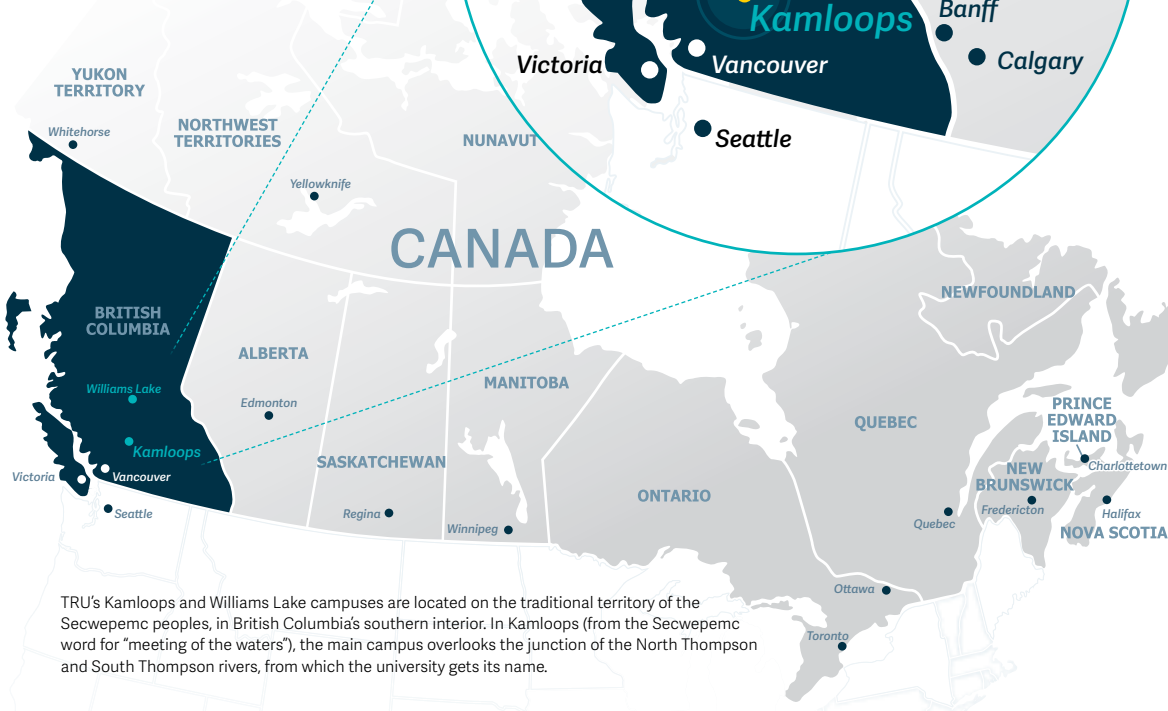 Banff
Kamloops
Calgary
Victoria
Vancouver
Seattle
YUKON
TERRITORY
Whitehorse
NORTHWEST
TERRITORIES
NUNAVUT
Yellowknife
CANADA
NEWFOUNDLAND
BRITISH
COLUMBIA
ALBERTA
MANITOBA
Williams Lake
Edmonton
QUEBEC
PRINCE
EDWARD
ISLAND
Kamloops
SASKATCHEWAN
Charlottetown
Victoria
Vancouver
NEW
BRUNSWICK
ONTARIO
Seattle
Regina
Winnipeg
Quebec
Fredericton
Halifax
NOVA SCOTIA
Ottawa
Toronto
TRU's Kamloops and Williams Lake campuses are located on the traditional territory of the
Secwepemc peoples, in British Columbia's southern interior. In Kamloops (from the Secwepemc
word for “meeting of the waters”), the main campus overlooks the junction of the North Thompson
and South Thompson rivers, from which the university gets its name.